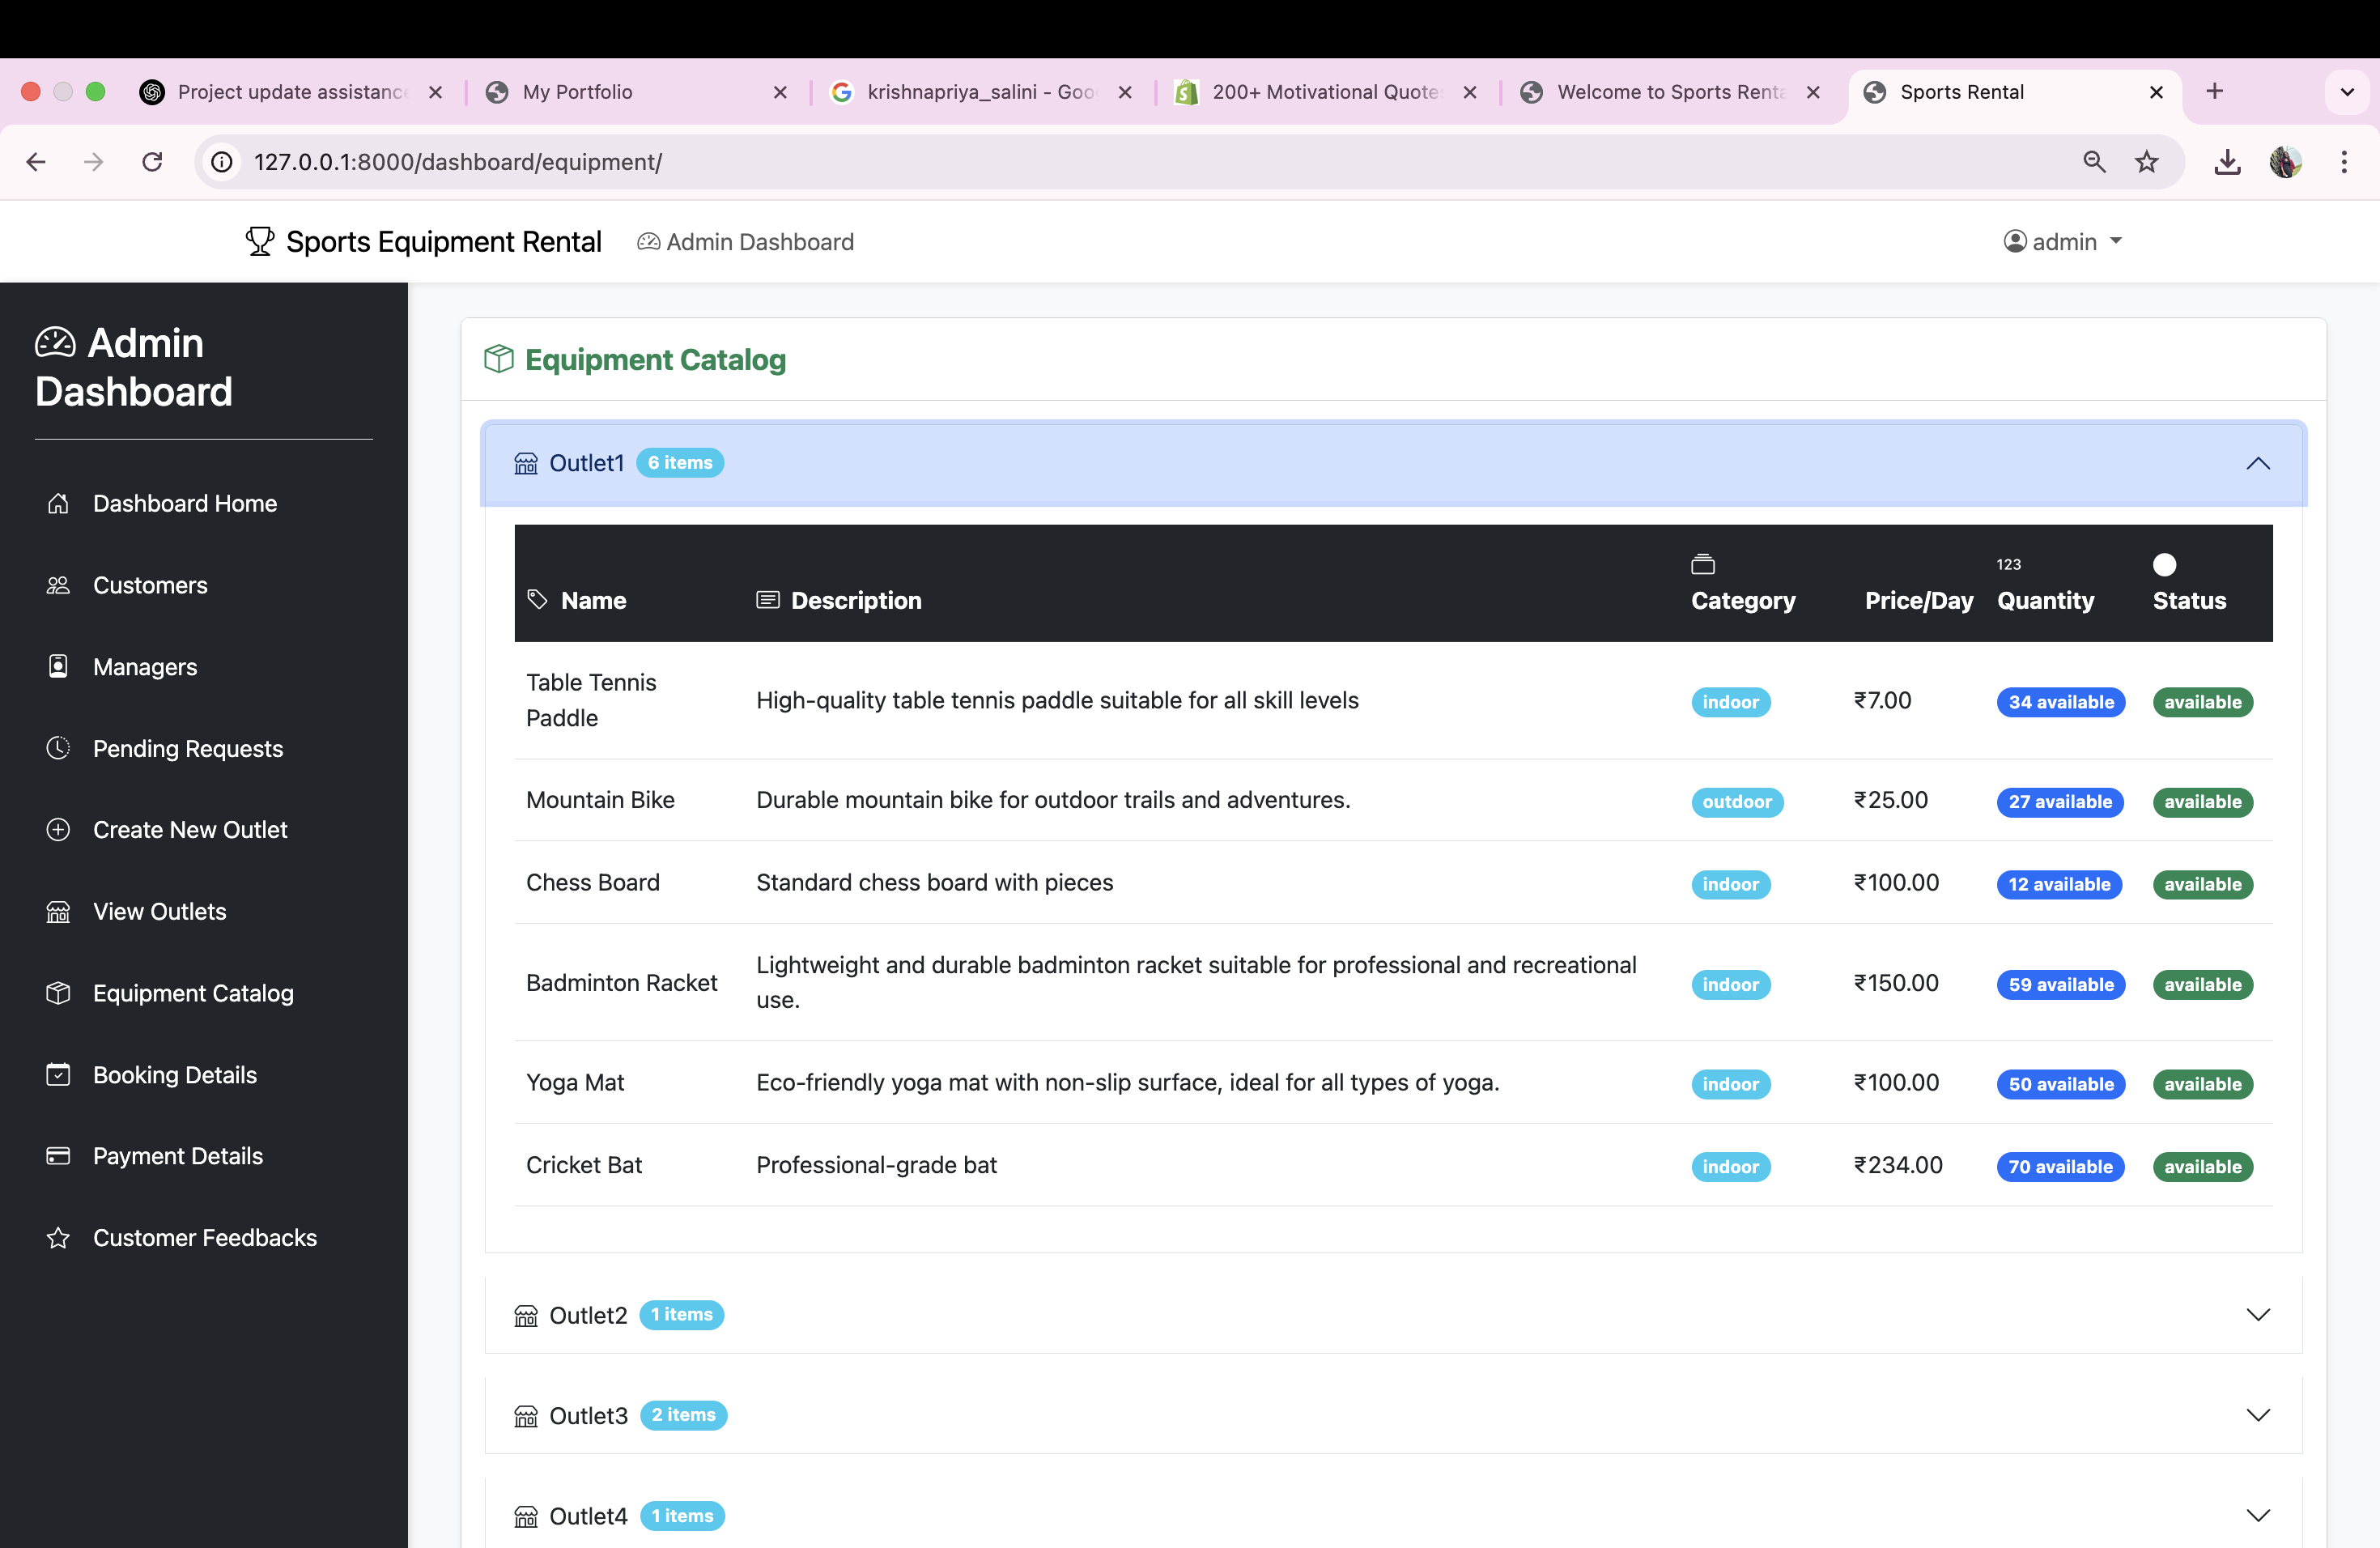 Project update assistance
My Portfolio
krishnapriya_salini - Goo
200+ Motivational Quotes
Welcome to Sports Renta
Sports Rental
127.0.0.1:8000/dashboard/equipment/
Sports Equipment Rental
Admin Dashboard
admin
Admin
Dashboard
Dashboard Home
Customers
Managers
Pending Requests
Create New Outlet
View Outlets
Equipment Catalog
Booking Details
Payment Details
Customer Feedbacks
Equipment Catalog
Outlet1 6 items
123
Name Description Category Price/Day Quantity Status
Table Tennis
Paddle
High-quality table tennis paddle suitable for all skill levels indoor ₹7.00 34 available available
Mountain Bike Durable mountain bike for outdoor trails and adventures. outdoor ₹25.00 27 available available
Chess Board Standard chess board with pieces indoor ₹100.00 12 available available
Badminton Racket Lightweight and durable badminton racket suitable for professional and recreational
use. indoor ₹150.00 59 available available
Yoga Mat Eco-friendly yoga mat with non-slip surface, ideal for all types of yoga. indoor ₹100.00 50 available available
Cricket Bat Professional-grade bat indoor ₹234.00 70 available available
Outlet2 1 items
Outlet3 2 items
Outlet4 1 items